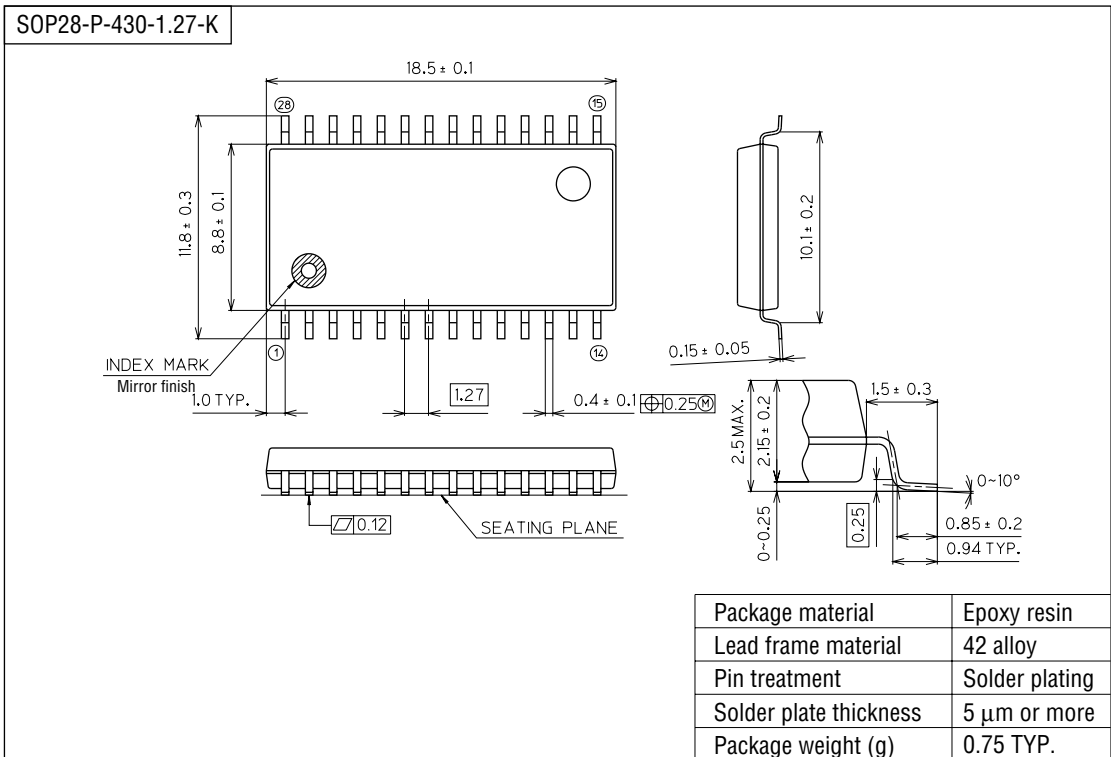 SOP28-P-430-1.27-K
18.5 ± 0.1
28
15
11.8 ± 0.3
8.8 ± 0.1
10.1 ± 0.2
INDEX MARK
Mirror finish
1
14
0.15 ± 0.05
1.0 TYP.
1.27
0.4 ± 0.1
⌖0.25Ⓜ
2.5 MAX.
2.15 ± 0.2
1.5 ± 0.3
0~10°
0.12
SEATING PLANE
0~0.25
0.25
0.85 ± 0.2
0.94 TYP.
Package material Epoxy resin
Lead frame material 42 alloy
Pin treatment Solder plating
Solder plate thickness 5 µm or more
Package weight (g) 0.75 TYP.